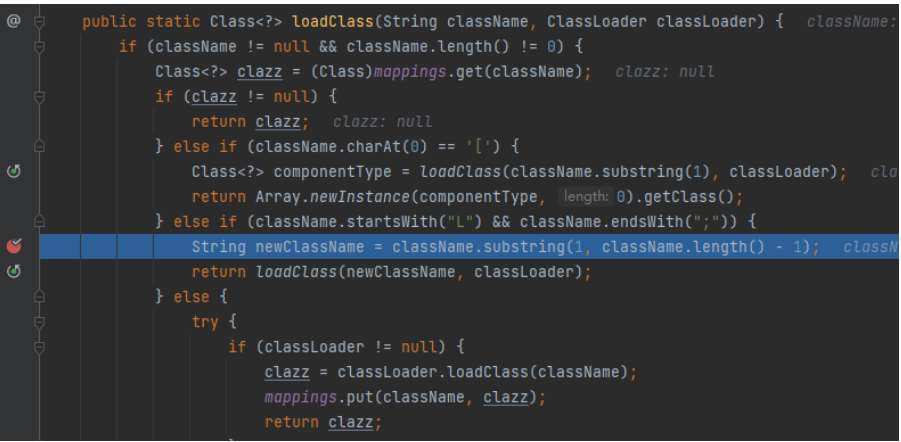 public static Class<?> loadClass(String className, ClassLoader classLoader) {   className:
if (className != null && className.length() != 0) {
Class<?> clazz = (Class)mappings.get(className);   clazz: null
if (clazz != null) {
return clazz;   clazz: null
} else if (className.charAt(0) == '[') {
Class<?> componentType = loadClass(className.substring(1), classLoader);   cla
return Array.newInstance(componentType, length: 0).getClass();
} else if (className.startsWith("L") && className.endsWith(";")) {
String newClassName = className.substring(1, className.length() - 1);   classN
return loadClass(newClassName, classLoader);
} else {
try {
if (classLoader != null) {
clazz = classLoader.loadClass(className);
mappings.put(className, clazz);
return clazz;